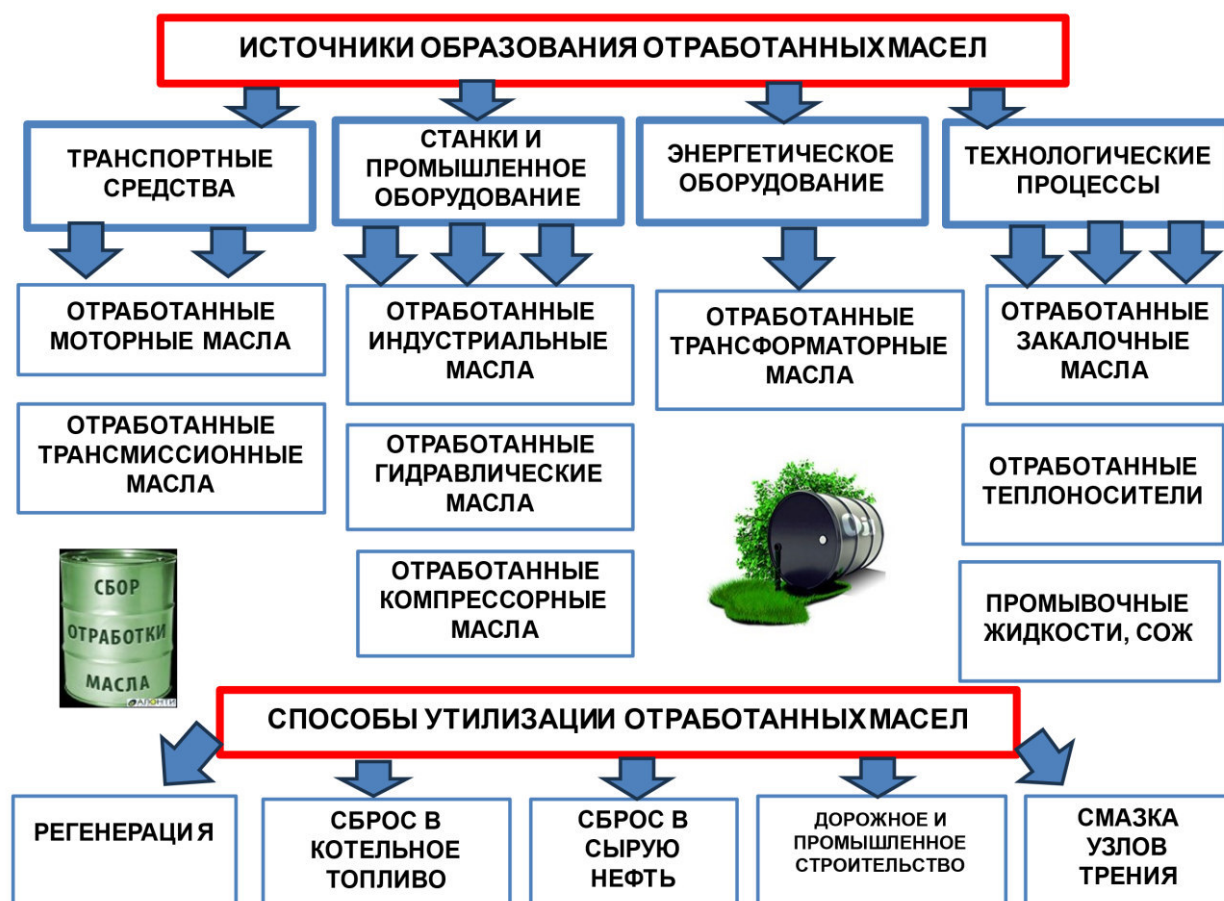 ИСТОЧНИКИ ОБРАЗОВАНИЯ ОТРАБОТАННЫХ МАСЕЛ
ТРАНСПОРТНЫЕ
СРЕДСТВА
СТАНКИ И
ПРОМЫШЛЕННОЕ
ОБОРУДОВАНИЕ
ЭНЕРГЕТИЧЕСКОЕ
ОБОРУДОВАНИЕ
ТЕХНОЛОГИЧЕСКИЕ
ПРОЦЕССЫ
ОТРАБОТАННЫЕ
МОТОРНЫЕ МАСЛА
ОТРАБОТАННЫЕ
ТРАНСМИССИОННЫЕ
МАСЛА
ОТРАБОТАННЫЕ
ИНДУСТРИАЛЬНЫЕ
МАСЛА
ОТРАБОТАННЫЕ
ГИДРАВЛИЧЕСКИЕ
МАСЛА
ОТРАБОТАННЫЕ
КОМПРЕССОРНЫЕ
МАСЛА
ОТРАБОТАННЫЕ
ТРАНСФОРМАТОРНЫЕ
МАСЛА
ОТРАБОТАННЫЕ
ЗАКАЛОЧНЫЕ
МАСЛА
ОТРАБОТАННЫЕ
ТЕПЛОНОСИТЕЛИ
ПРОМЫВОЧНЫЕ
ЖИДКОСТИ, СОЖ
СБОР
ОТРАБОТКИ
МАСЛА
АЛОНТИ
СПОСОБЫ УТИЛИЗАЦИИ ОТРАБОТАННЫХ МАСЕЛ
РЕГЕНЕРАЦИЯ
СБРОС В
КОТЕЛЬНОЕ
ТОПЛИВО
СБРОС В
СЫРУЮ
НЕФТЬ
ДОРОЖНОЕ И
ПРОМЫШЛЕННОЕ
СТРОИТЕЛЬСТВО
СМАЗКА
УЗЛОВ
ТРЕНИЯ